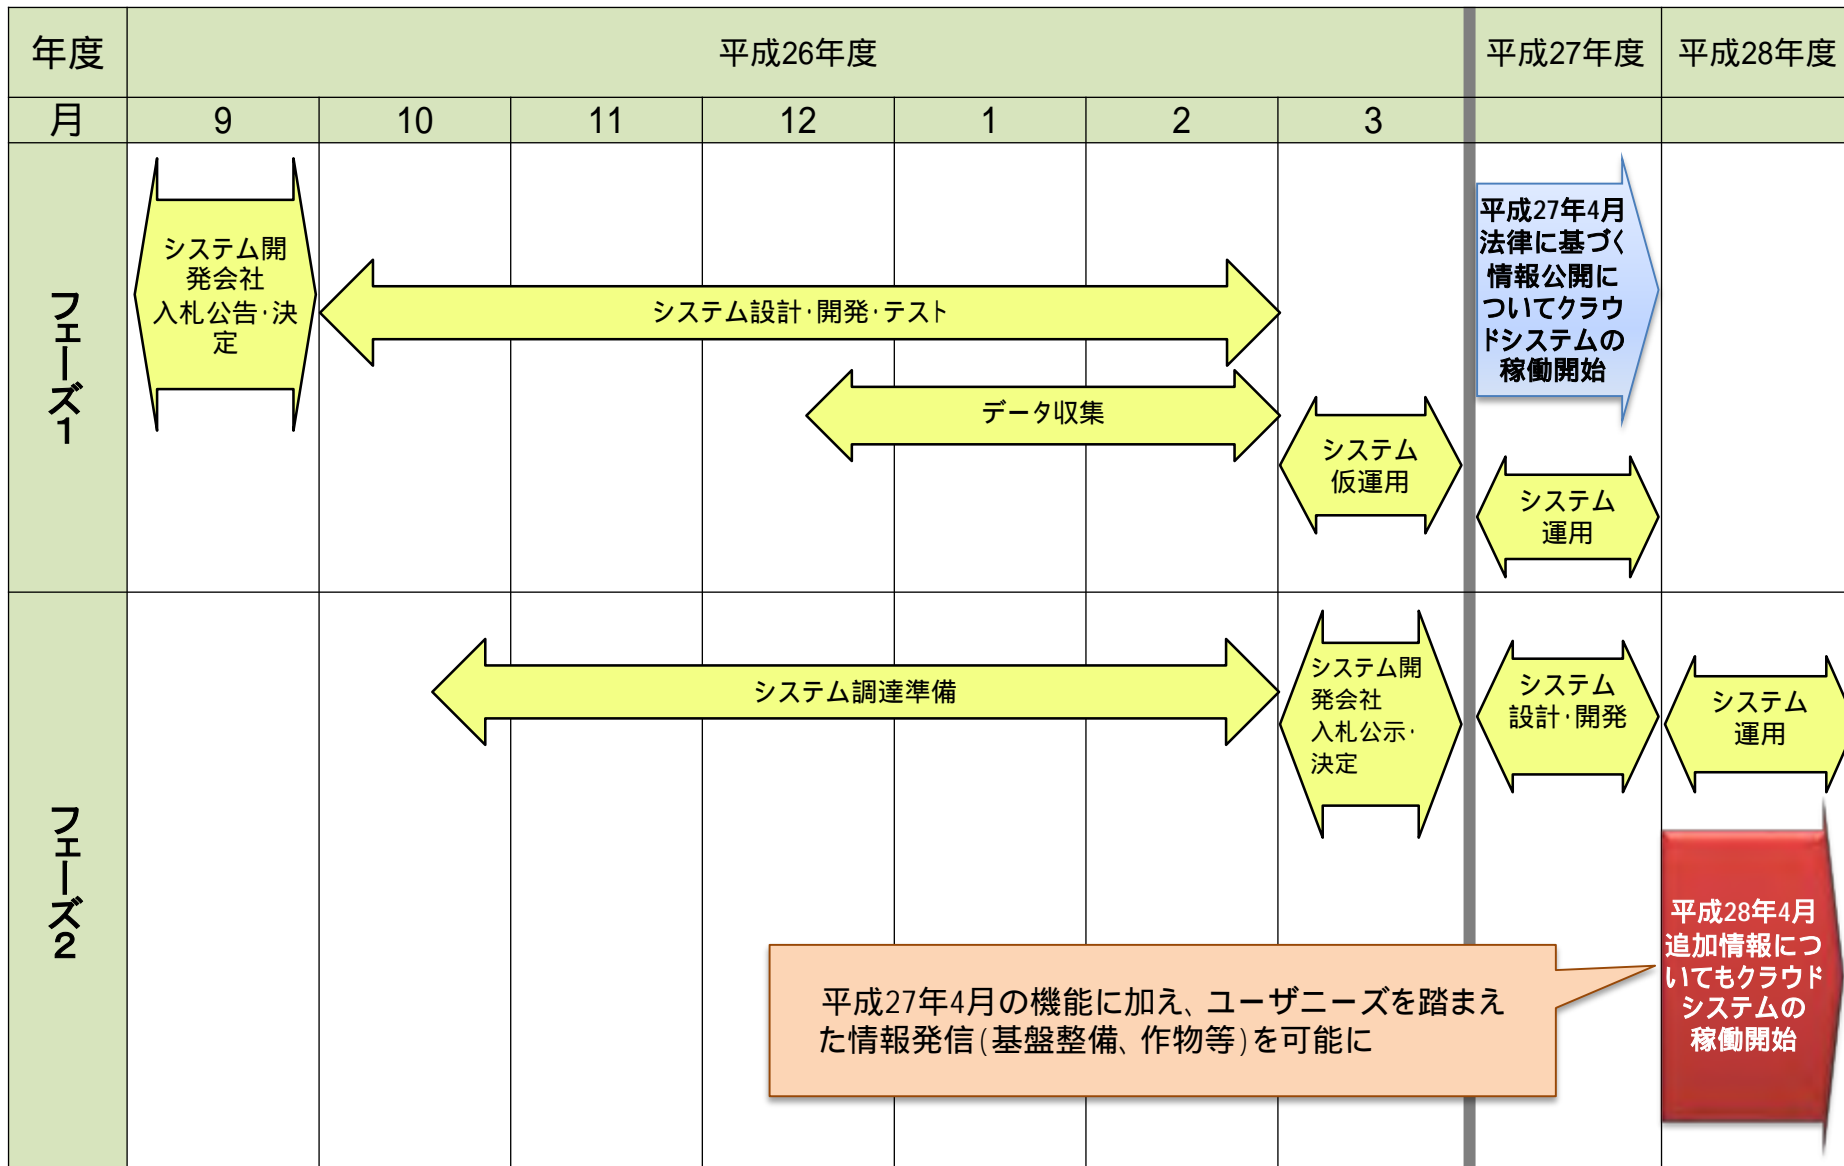 年度
平成26年度
平成27年度
平成28年度
月
9
10
11
12
1
2
3
フェーズ1
システム開
発会社
入札公告・決
定
システム設計・開発・テスト
データ収集
システム
仮運用
平成27年4月
法律に基づく
情報公開に
ついてクラウ
ドシステムの
稼働開始
システム
運用
フェーズ2
システム調達準備
システム開
発会社
入札公示・
決定
システム
設計・開発
システム
運用
平成27年4月の機能に加え、ユーザニーズを踏まえ
た情報発信(基盤整備、作物等)を可能に
平成28年4月
追加情報につ
いてもクラウド
システムの
稼働開始